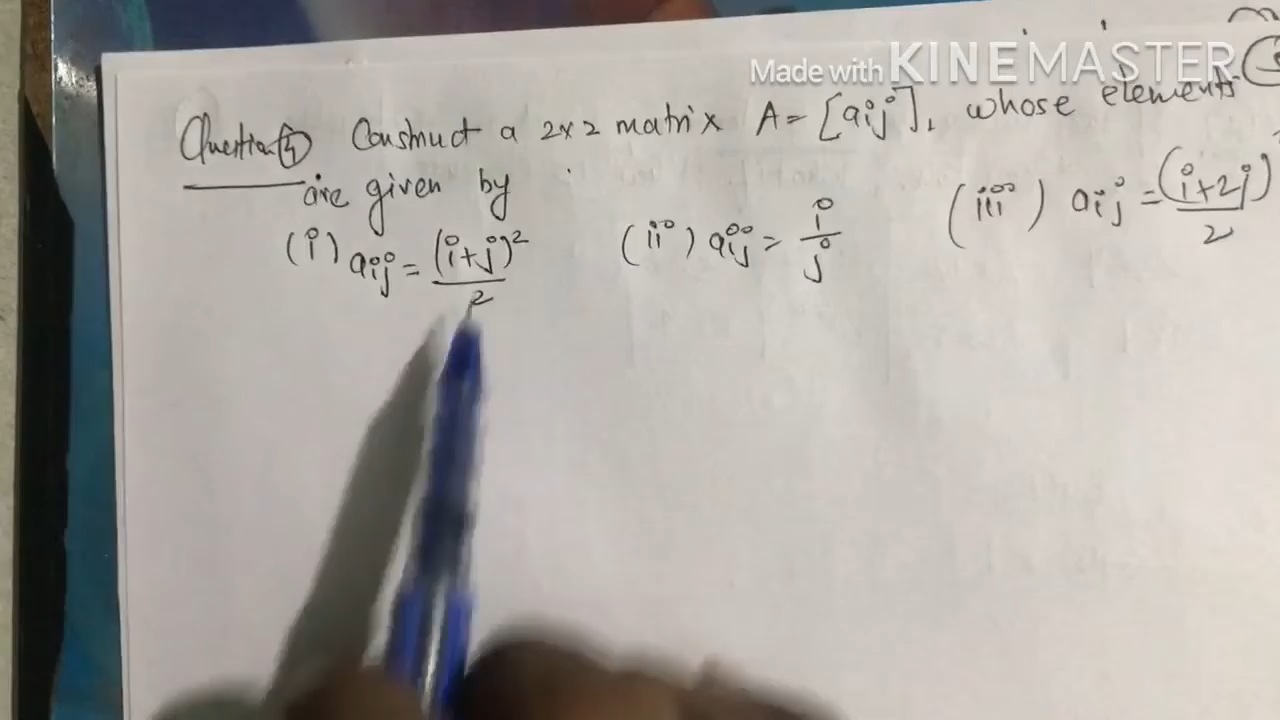 Made with KINEMASTER
Question 4 Construct a 2×2 matrix A = [aij], whose elements
are given by
(i) aij = (i+j)²/2 (ii) aij = i/j (iii) aij = (i+2j)²/2